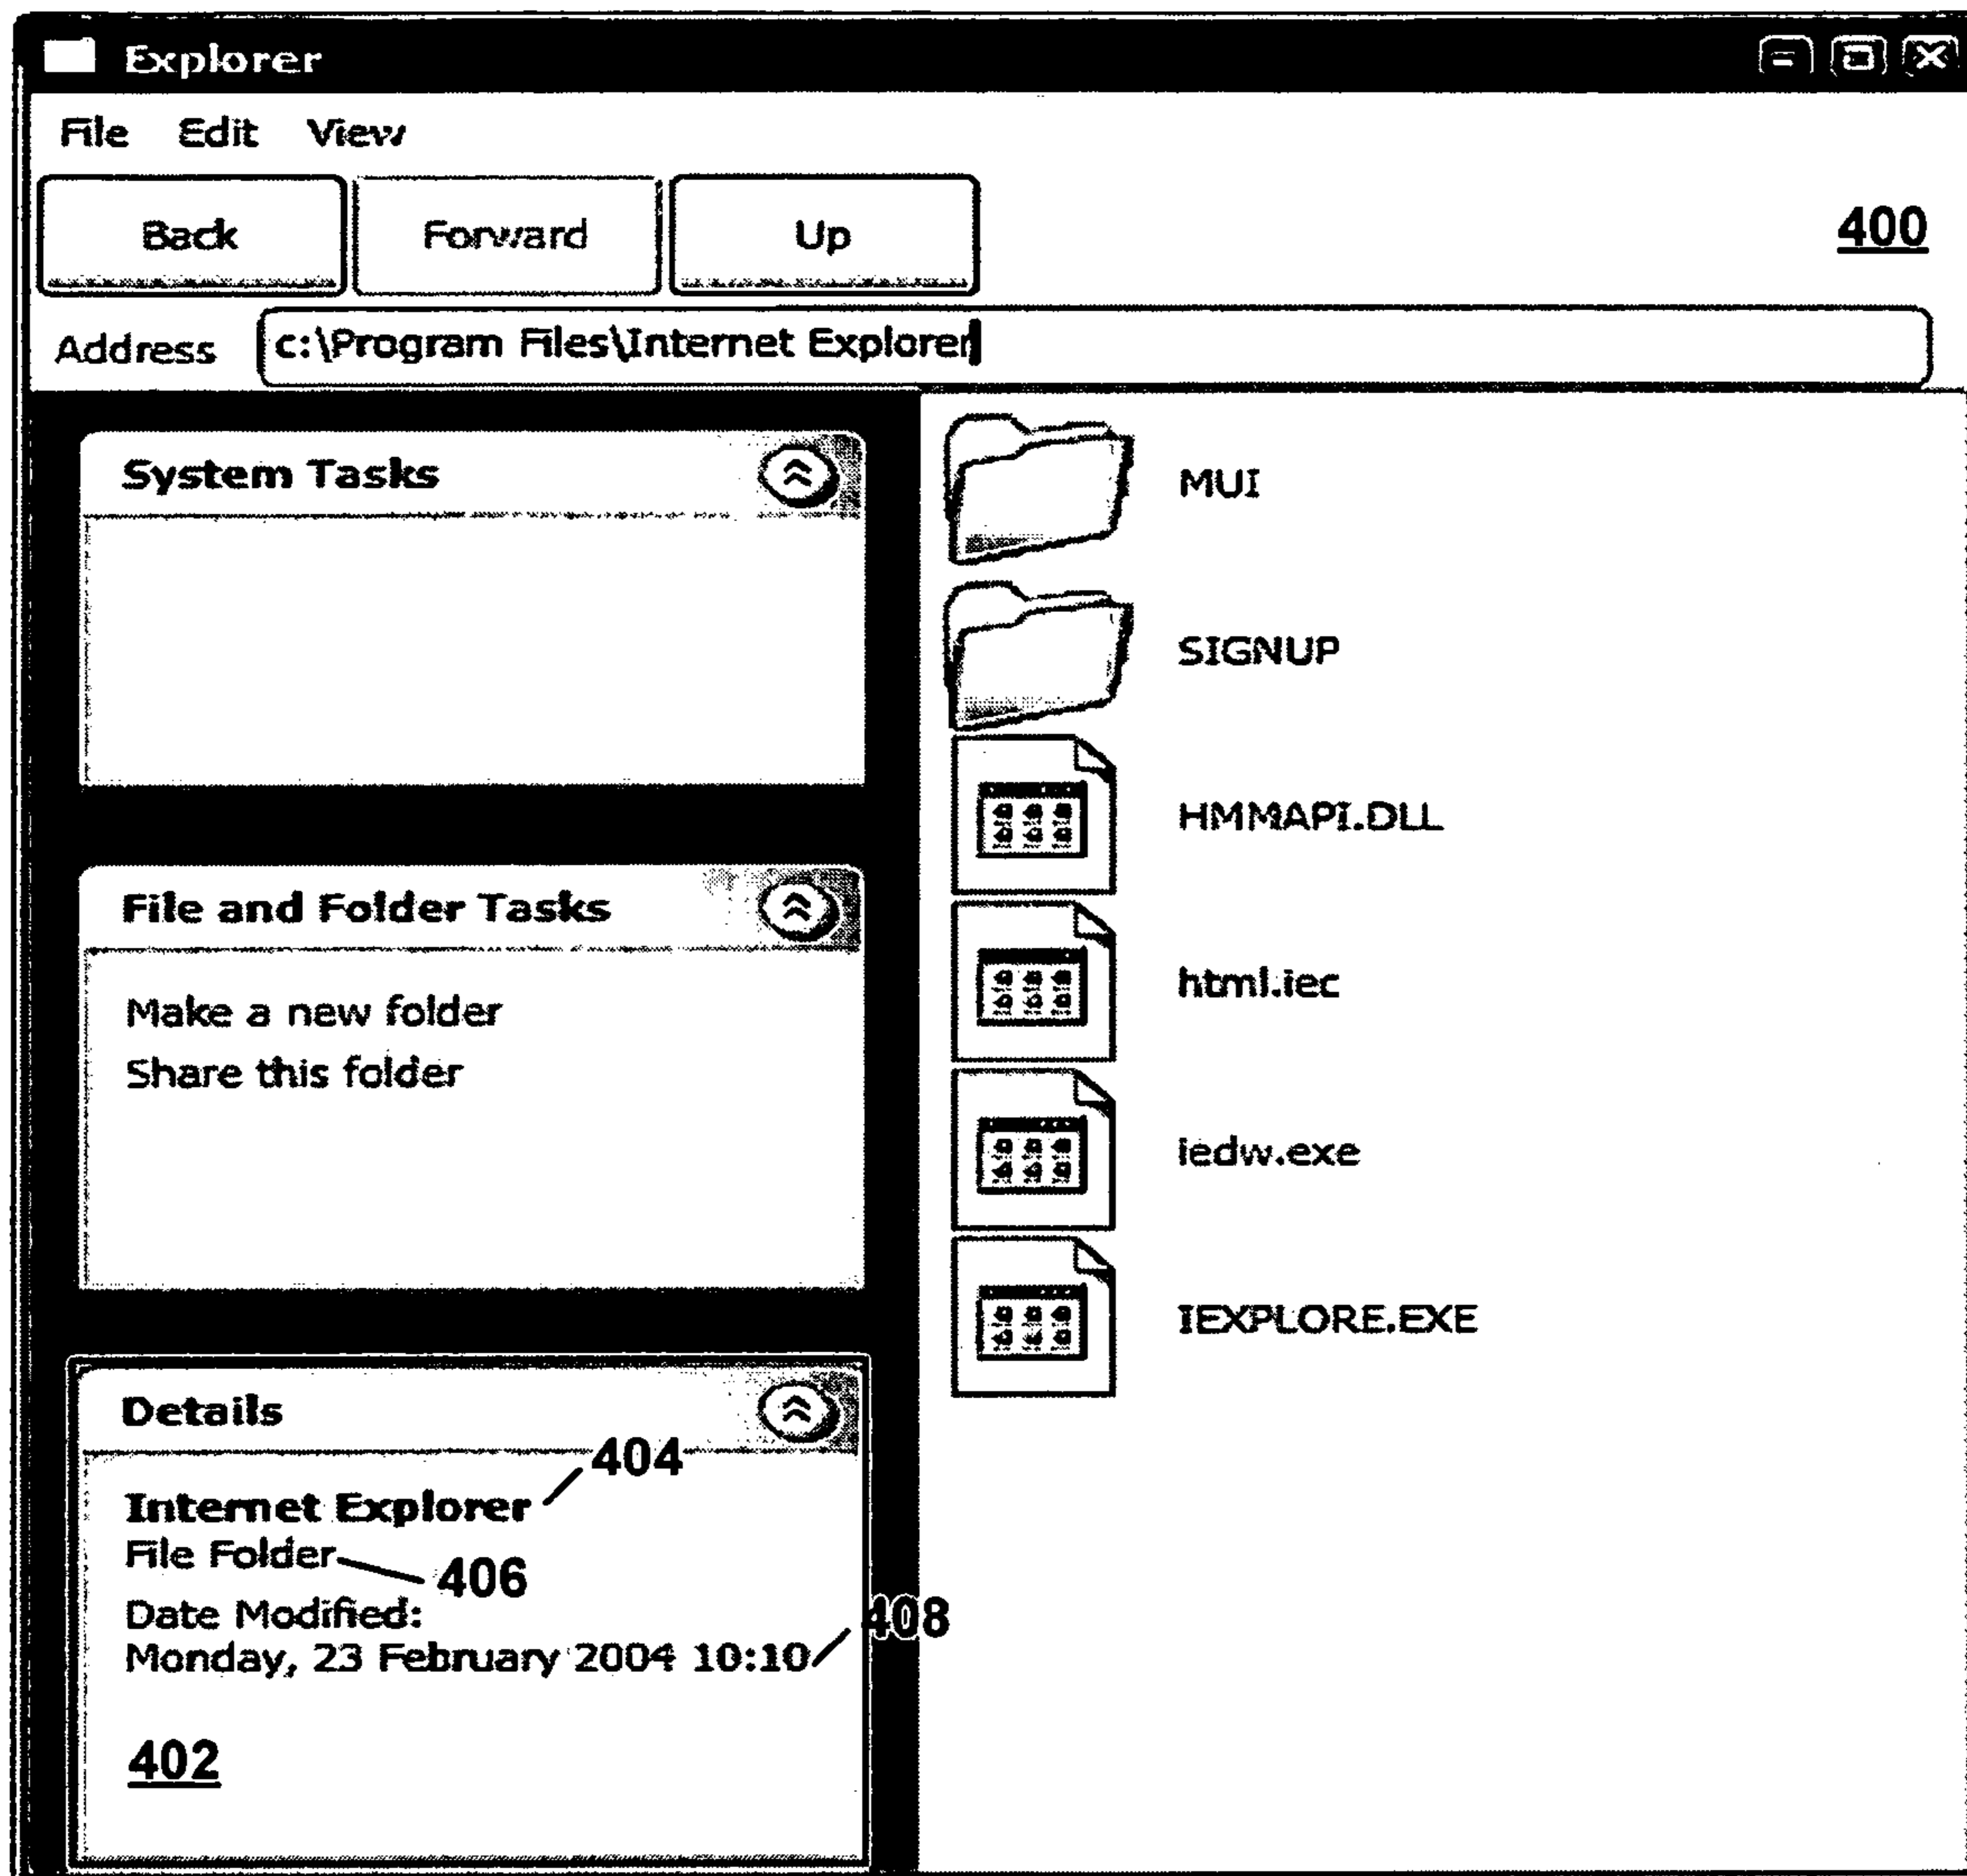 Explorer
File Edit View
Back Forward Up
400
Address c:\Program Files\Internet Explorer
System Tasks
File and Folder Tasks
Make a new folder
Share this folder
Details
404
Internet Explorer
File Folder
406
Date Modified:
408
Monday, 23 February 2004 10:10
402
MUI
SIGNUP
HMMAPI.DLL
html.iec
iedw.exe
IEXPLORE.EXE